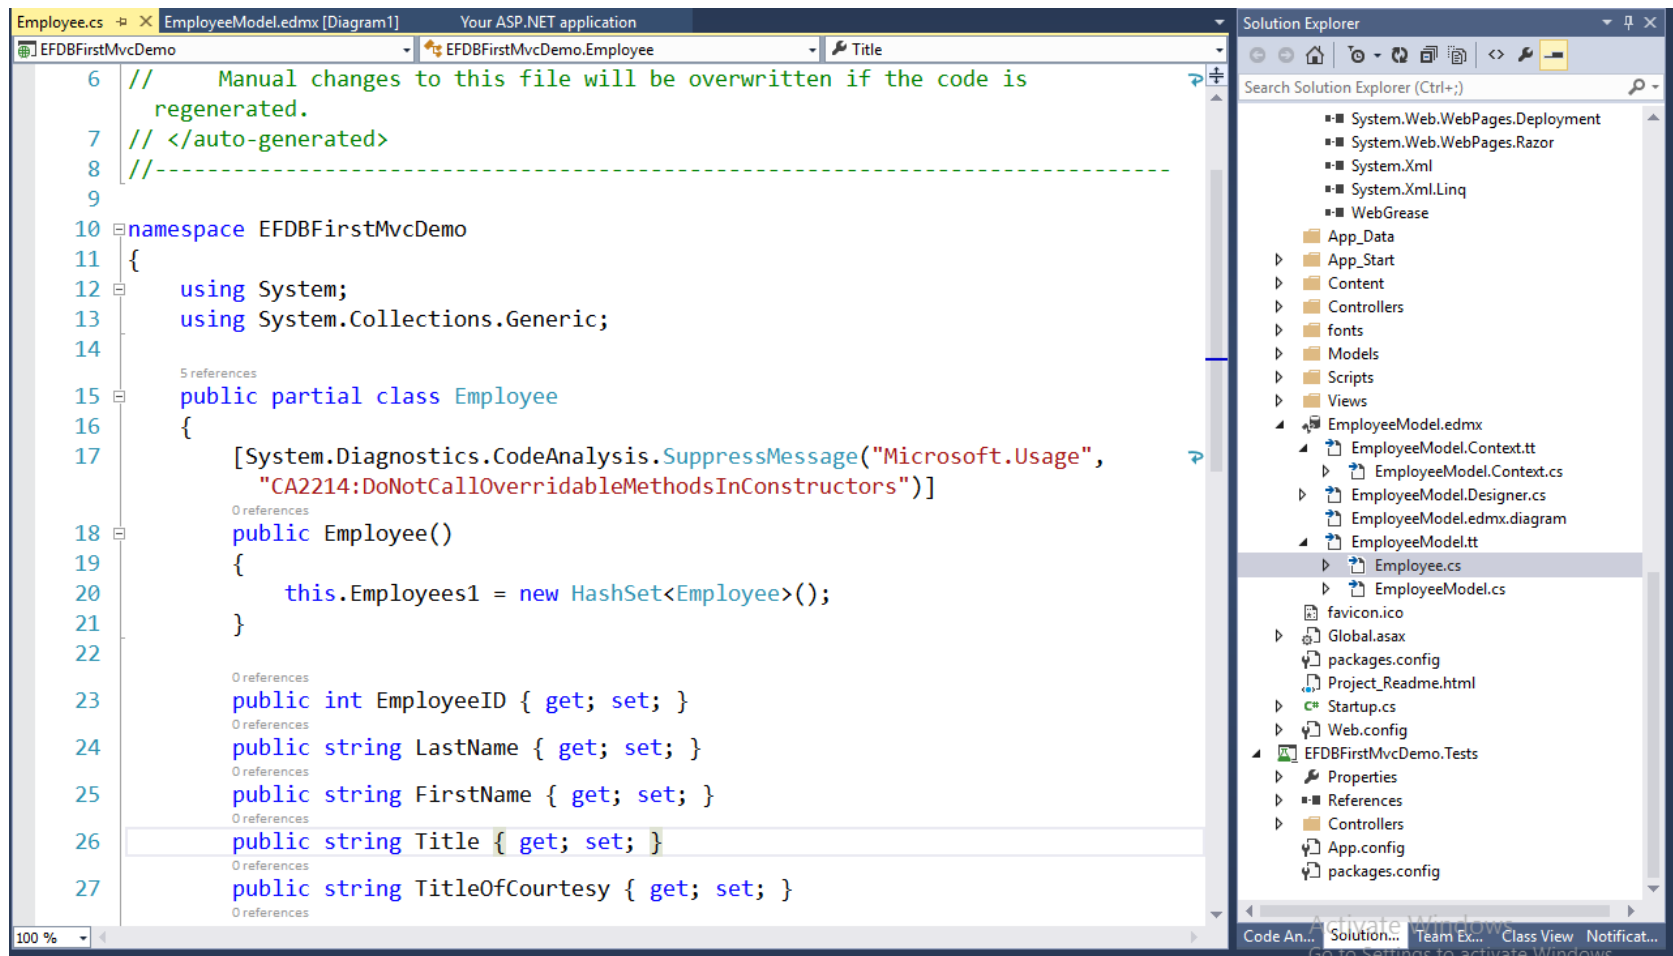 Employee.cs
EmployeeModel.edmx [Diagram1]
Your ASP.NET application
EFDBFirstMvcDemo
EFDBFirstMvcDemo.Employee
Title
6 //     Manual changes to this file will be overwritten if the code is
regenerated.
7 // </auto-generated>
8 //------------------------------------------------------------------------------
9
10 namespace EFDBFirstMvcDemo
11 {
12 using System;
13 using System.Collections.Generic;
14
5 references
15 public partial class Employee
16 {
17 [System.Diagnostics.CodeAnalysis.SuppressMessage("Microsoft.Usage",
"CA2214:DoNotCallOverridableMethodsInConstructors")]
0 references
18 public Employee()
19 {
20 this.Employees1 = new HashSet<Employee>();
21 }
22
0 references
23 public int EmployeeID { get; set; }
0 references
24 public string LastName { get; set; }
0 references
25 public string FirstName { get; set; }
0 references
26 public string Title { get; set; }
0 references
27 public string TitleOfCourtesy { get; set; }
0 references
100 %
Solution Explorer
Search Solution Explorer (Ctrl+;)
System.Web.WebPages.Deployment
System.Web.WebPages.Razor
System.Xml
System.Xml.Linq
WebGrease
App_Data
App_Start
Content
Controllers
fonts
Models
Scripts
Views
EmployeeModel.edmx
EmployeeModel.Context.tt
EmployeeModel.Context.cs
EmployeeModel.Designer.cs
EmployeeModel.edmx.diagram
EmployeeModel.tt
Employee.cs
EmployeeModel.cs
favicon.ico
Global.asax
packages.config
Project_Readme.html
C# Startup.cs
Web.config
EFDBFirstMvcDemo.Tests
Properties
References
Controllers
App.config
packages.config
Activate Windows
Code An... Solution... Team Ex... Class View Notificat...
Go to Settings to activate Windows